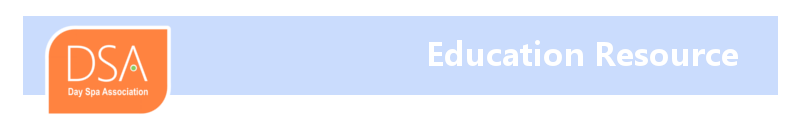 DSA
Day Spa Association
Education Resource